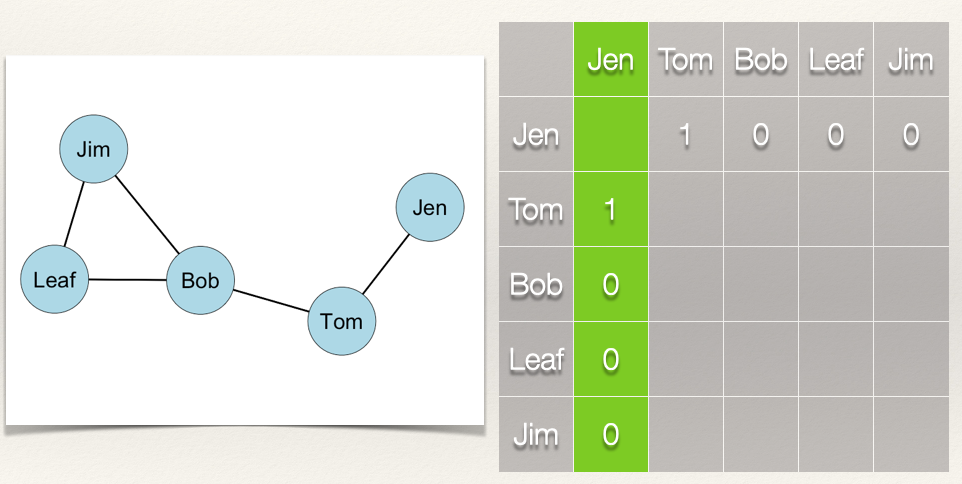 Jim
Jen
Leaf
Bob
Tom
Jen Tom Bob Leaf Jim
Jen 1 0 0 0
Tom 1
Bob 0
Leaf 0
Jim 0